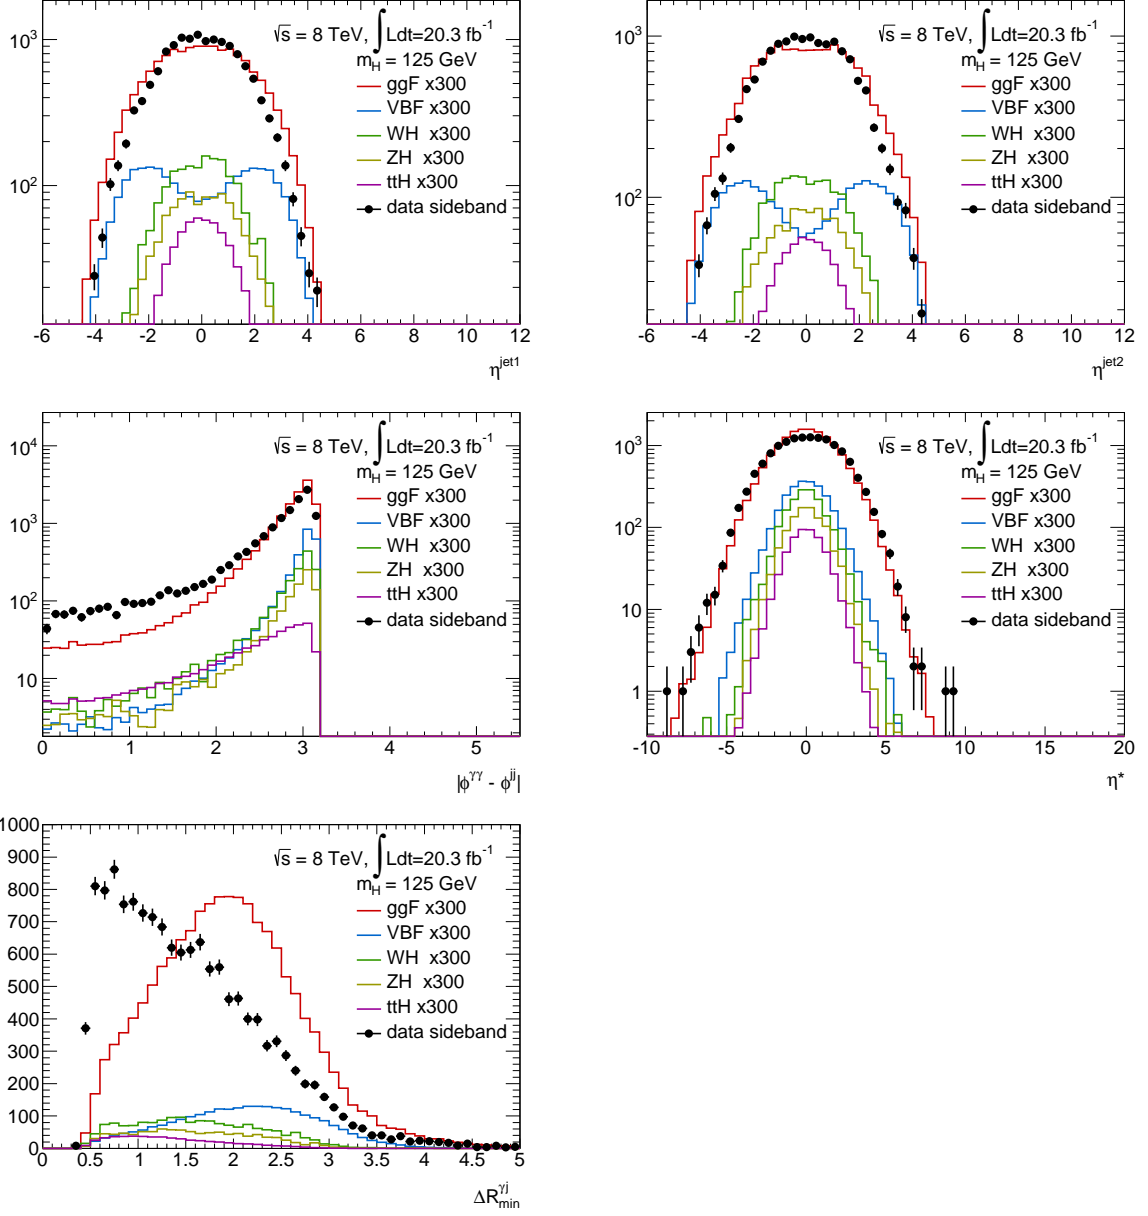 10³
10²
√s = 8 TeV, ∫Ldt=20.3 fb⁻¹
m_H = 125 GeV
ggF x300
VBF x300
WH x300
ZH x300
ttH x300
data sideband
-6 -4 -2 0 2 4 6 8 10 12
η^jet1
10³
10²
√s = 8 TeV, ∫Ldt=20.3 fb⁻¹
m_H = 125 GeV
ggF x300
VBF x300
WH x300
ZH x300
ttH x300
data sideband
-6 -4 -2 0 2 4 6 8 10 12
η^jet2
10⁴
10³
10²
10
√s = 8 TeV, ∫Ldt=20.3 fb⁻¹
m_H = 125 GeV
ggF x300
VBF x300
WH x300
ZH x300
ttH x300
data sideband
0 1 2 3 4 5
|ϕ^γγ - ϕ^jj|
10³
10²
10
1
√s = 8 TeV, ∫Ldt=20.3 fb⁻¹
m_H = 125 GeV
ggF x300
VBF x300
WH x300
ZH x300
ttH x300
data sideband
-10 -5 0 5 10 15 20
η*
1000
900
800
700
600
500
400
300
200
100
0
√s = 8 TeV, ∫Ldt=20.3 fb⁻¹
m_H = 125 GeV
ggF x300
VBF x300
WH x300
ZH x300
ttH x300
data sideband
0 0.5 1 1.5 2 2.5 3 3.5 4 4.5 5
ΔR^γj_min